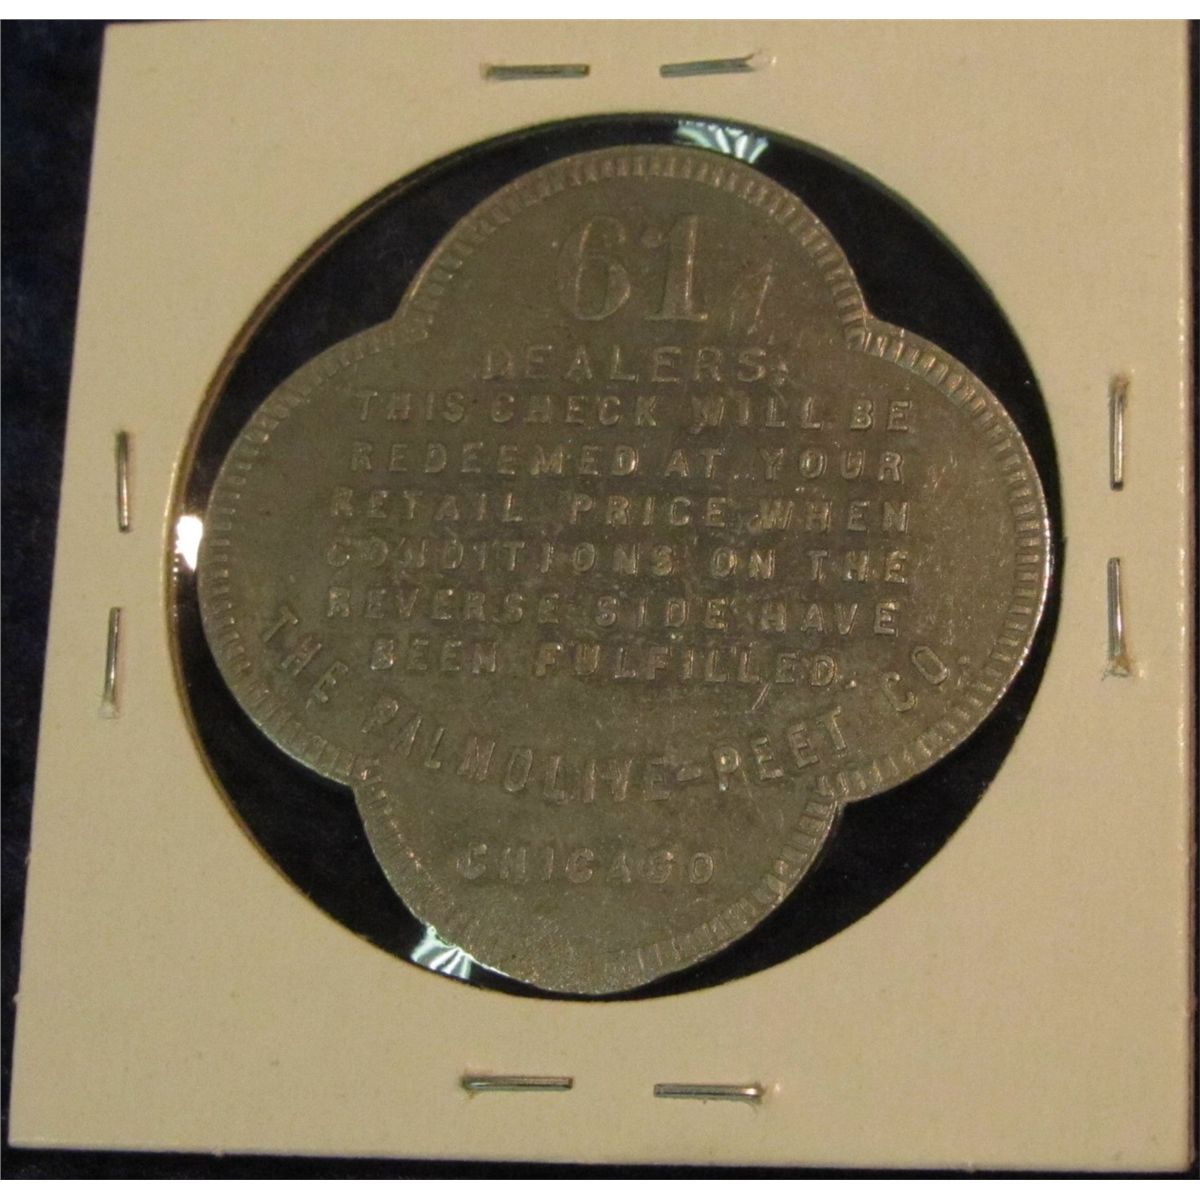 61
DEALERS:
THIS CHECK WILL BE
REDEEMED AT YOUR
RETAIL PRICE WHEN
CONDITIONS ON THE
REVERSE SIDE HAVE
BEEN FULFILLED.
THE PALMOLIVE-PEET CO.
CHICAGO